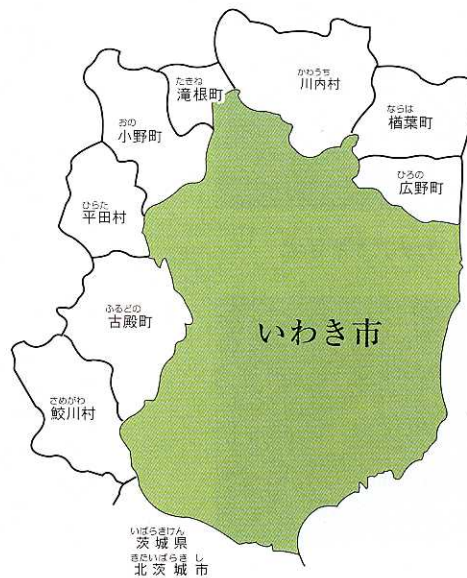 かわうち
川内村
たきね
滝根町
ならは
楢葉町
おの
小野町
ひろの
広野町
ひらた
平田村
ふるどの
古殿町
いわき市
さめがわ
鮫川村
いばらきけん
茨城県
きたいばらき し
北茨城市